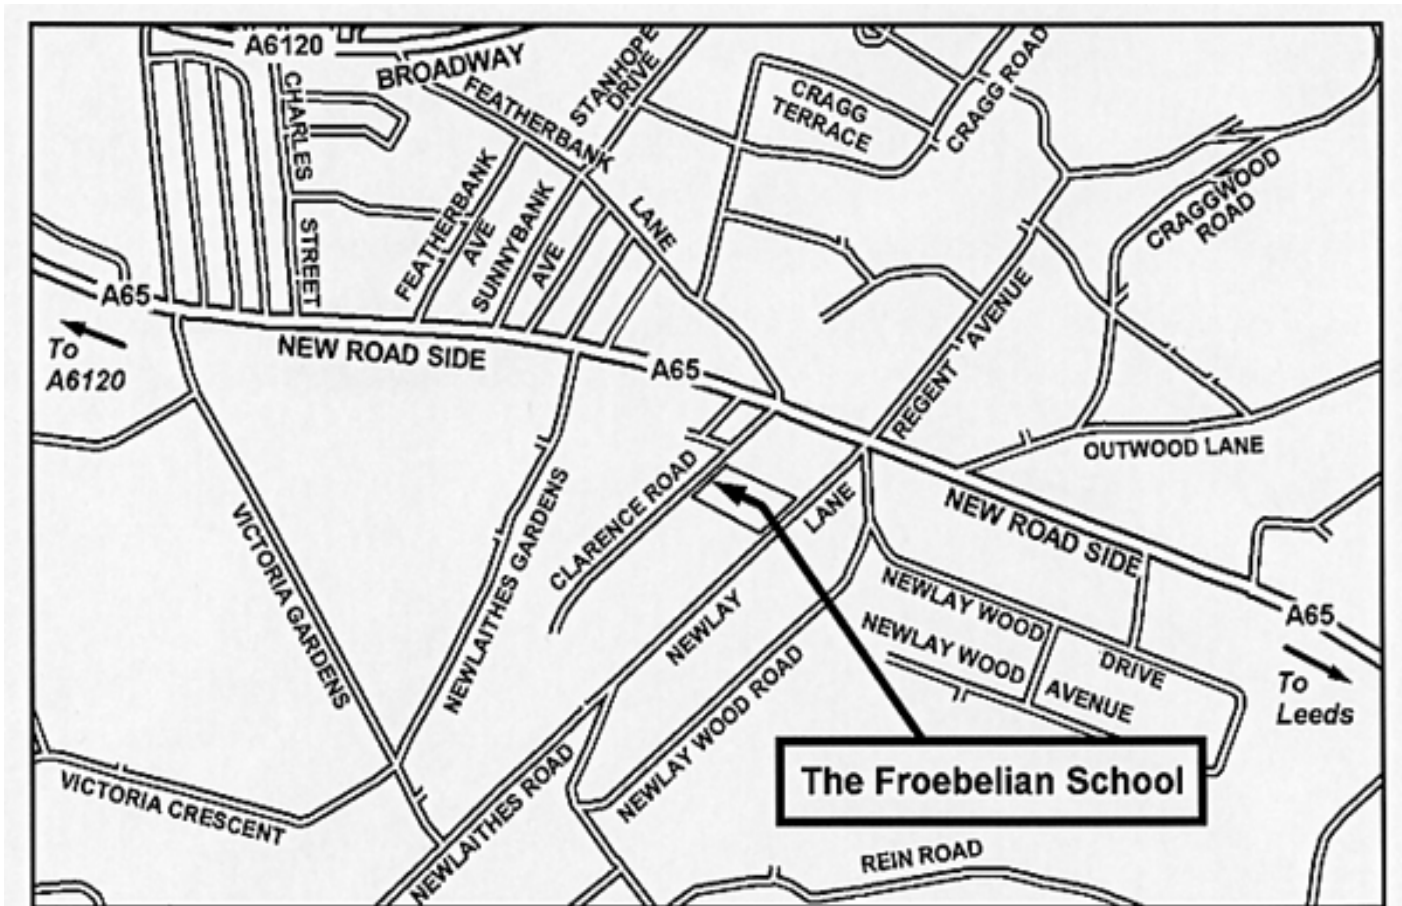 A6120
BROADWAY
STANHOPE
DRIVE
CRAGG ROAD
CHARLES
STREET
FEATHERBANK
LANE
CRAGG
TERRACE
FEATHERBANK
AVE
SUNNYBANK
AVE
CRAGGWOOD
ROAD
A65
To
A6120
NEW ROAD SIDE
A65
REGENT AVENUE
OUTWOOD LANE
VICTORIA GARDENS
NEWLAITHES GARDENS
CLARENCE ROAD
NEWLAY LANE
NEW ROAD SIDE
A65
To
Leeds
NEWLAY WOOD
DRIVE
NEWLAY WOOD
AVENUE
NEWLAY WOOD ROAD
The Froebelian School
VICTORIA CRESCENT
NEWLAITHES ROAD
REIN ROAD